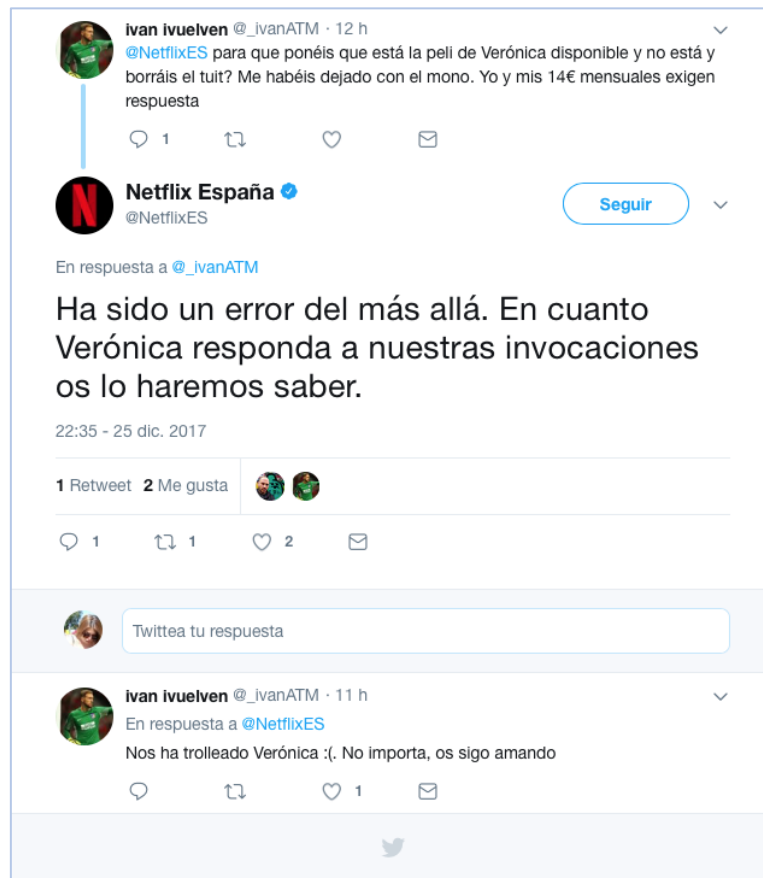 ivan ivuelven @_ivanATM · 12 h
@NetflixES para que ponéis que está la peli de Verónica disponible y no está y
borráis el tuit? Me habéis dejado con el mono. Yo y mis 14€ mensuales exigen
respuesta
1
N
Netflix España
@NetflixES
Seguir
En respuesta a @_ivanATM
Ha sido un error del más allá. En cuanto
Verónica responda a nuestras invocaciones
os lo haremos saber.
22:35 - 25 dic. 2017
1 Retweet 2 Me gusta
1 1 2
Twittea tu respuesta
ivan ivuelven @_ivanATM · 11 h
En respuesta a @NetflixES
Nos ha trolleado Verónica :(. No importa, os sigo amando
1